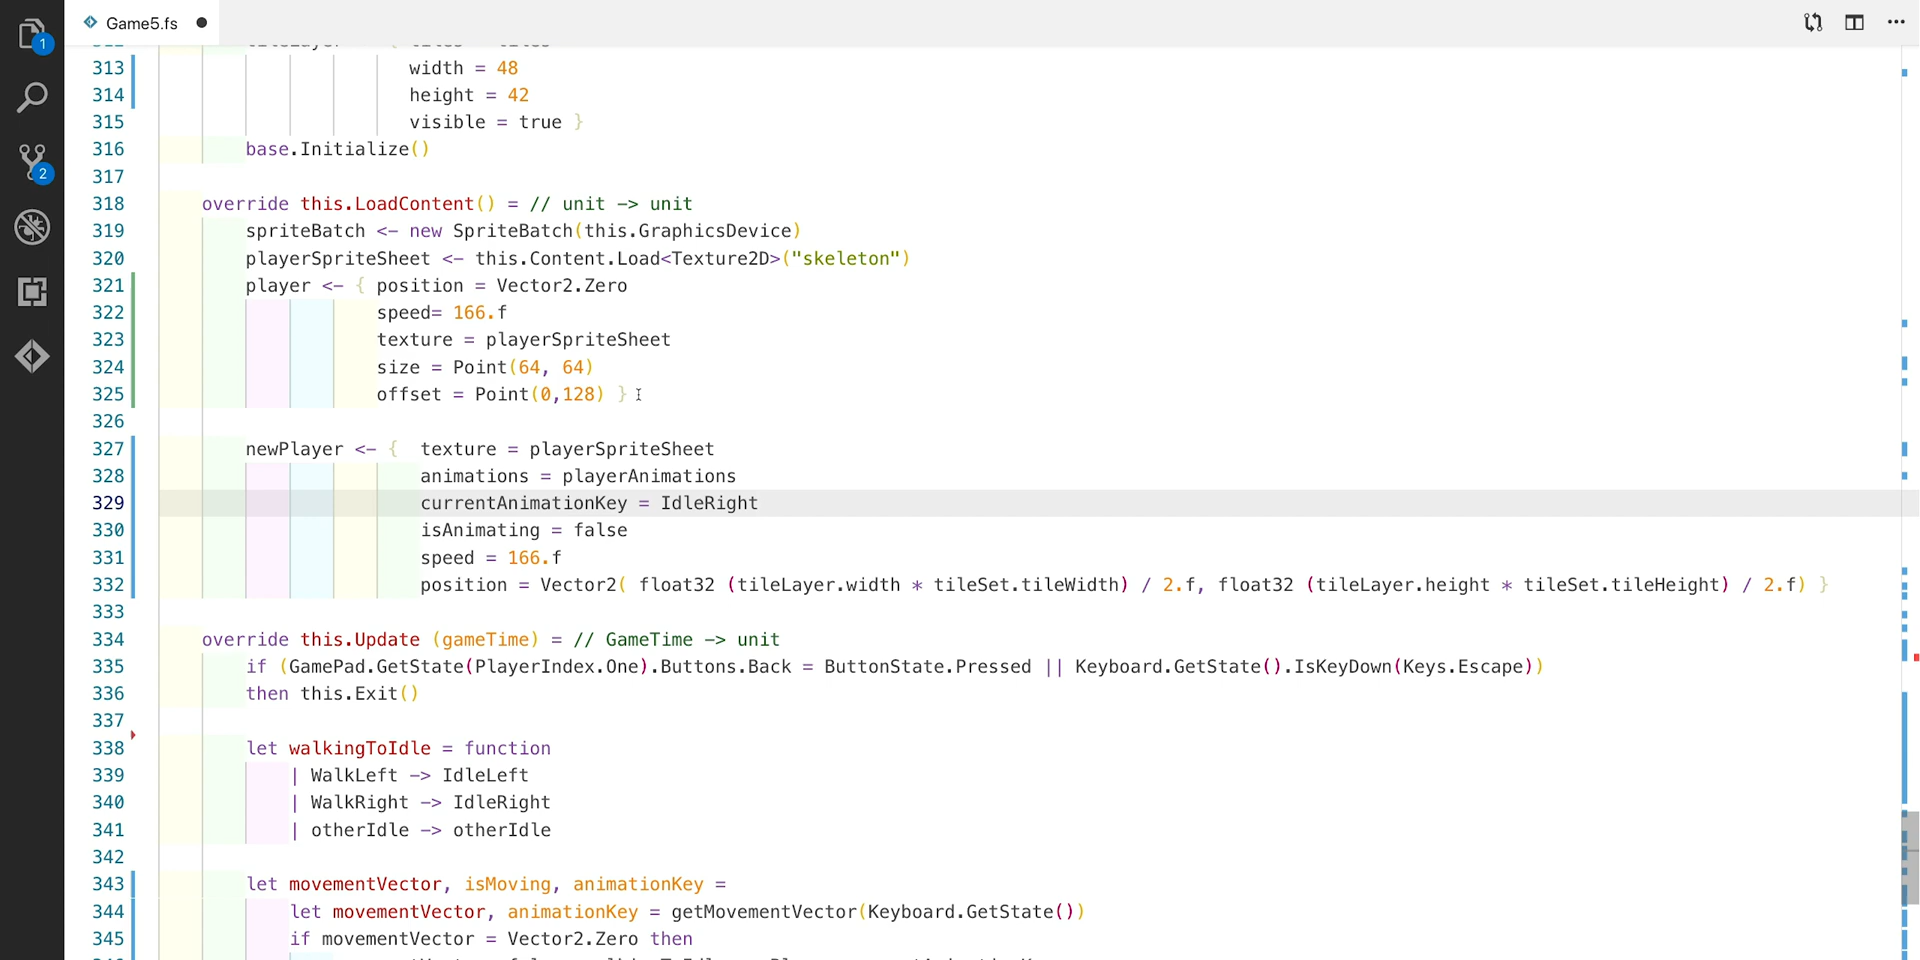 Game5.fs
1
2
313 width = 48
314 height = 42
315 visible = true }
316 base.Initialize()
317
318 override this.LoadContent() = // unit -> unit
319 spriteBatch <- new SpriteBatch(this.GraphicsDevice)
320 playerSpriteSheet <- this.Content.Load<Texture2D>("skeleton")
321 player <- { position = Vector2.Zero
322 speed= 166.f
323 texture = playerSpriteSheet
324 size = Point(64, 64)
325 offset = Point(0,128) }
326
327 newPlayer <- { texture = playerSpriteSheet
328 animations = playerAnimations
329 currentAnimationKey = IdleRight
330 isAnimating = false
331 speed = 166.f
332 position = Vector2( float32 (tileLayer.width * tileSet.tileWidth) / 2.f, float32 (tileLayer.height * tileSet.tileHeight) / 2.f) }
333
334 override this.Update (gameTime) = // GameTime -> unit
335 if (GamePad.GetState(PlayerIndex.One).Buttons.Back = ButtonState.Pressed || Keyboard.GetState().IsKeyDown(Keys.Escape))
336 then this.Exit()
337
338 let walkingToIdle = function
339 | WalkLeft -> IdleLeft
340 | WalkRight -> IdleRight
341 | otherIdle -> otherIdle
342
343 let movementVector, isMoving, animationKey =
344 let movementVector, animationKey = getMovementVector(Keyboard.GetState())
345 if movementVector = Vector2.Zero then